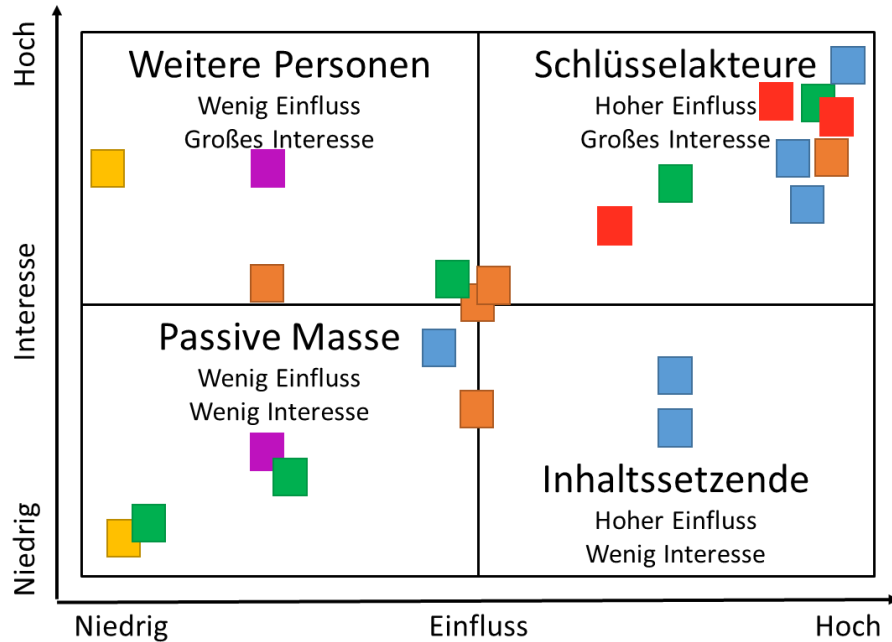 Hoch
Interesse
Niedrig
Weitere Personen
Wenig Einfluss
Großes Interesse
Schlüsselakteure
Hoher Einfluss
Großes Interesse
Passive Masse
Wenig Einfluss
Wenig Interesse
Inhaltssetzende
Hoher Einfluss
Wenig Interesse
Niedrig
Einfluss
Hoch